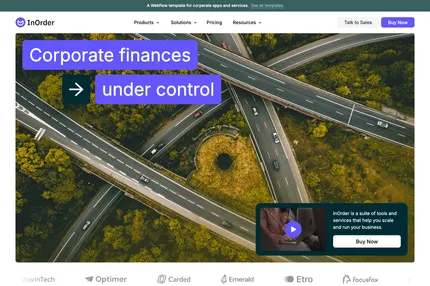 A Webflow template for corporate apps and services. See all templates
InOrder
Products
Solutions
Pricing
Resources
Talk to Sales
Buy Now
Corporate finances
→ under control
InOrder is a suite of tools and
services that help you scale
and run your business.
Buy Now
InTech
Optimer
Carded
Emerald
Etro
FocusFox